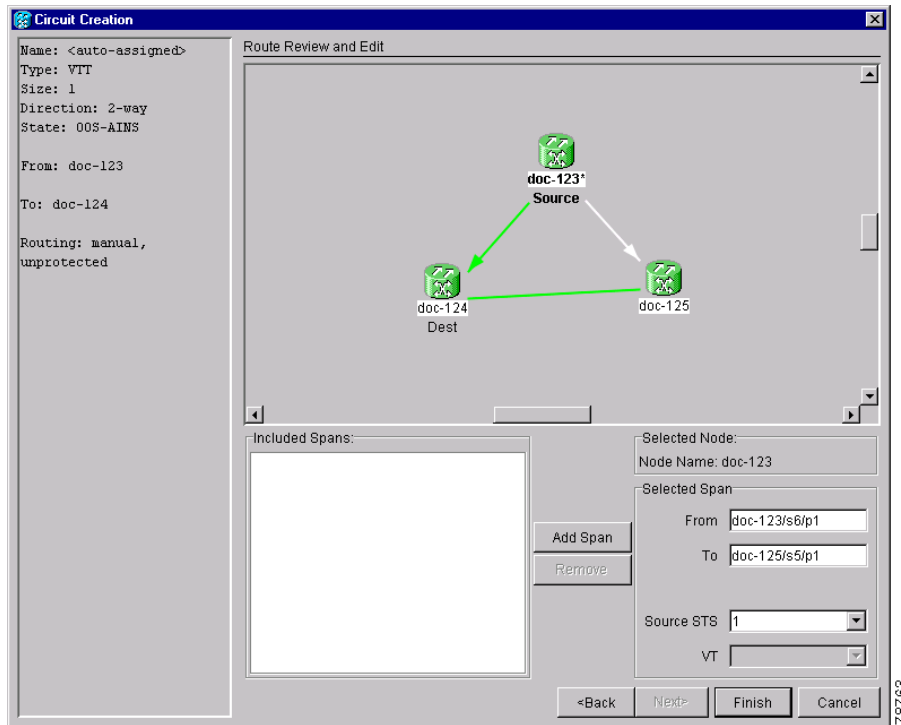 Circuit Creation
Name: <auto-assigned>
Type: VTT
Size: 1
Direction: 2-way
State: OOS-AINS
From: doc-123
To: doc-124
Routing: manual,
unprotected
Route Review and Edit
doc-123*
Source
doc-124
Dest
doc-125
Included Spans:
Add Span
Remove
Selected Node:
Node Name: doc-123
Selected Span
From doc-123/s6/p1
To doc-125/s5/p1
Source STS 1
VT
<Back
Next>
Finish
Cancel
78763